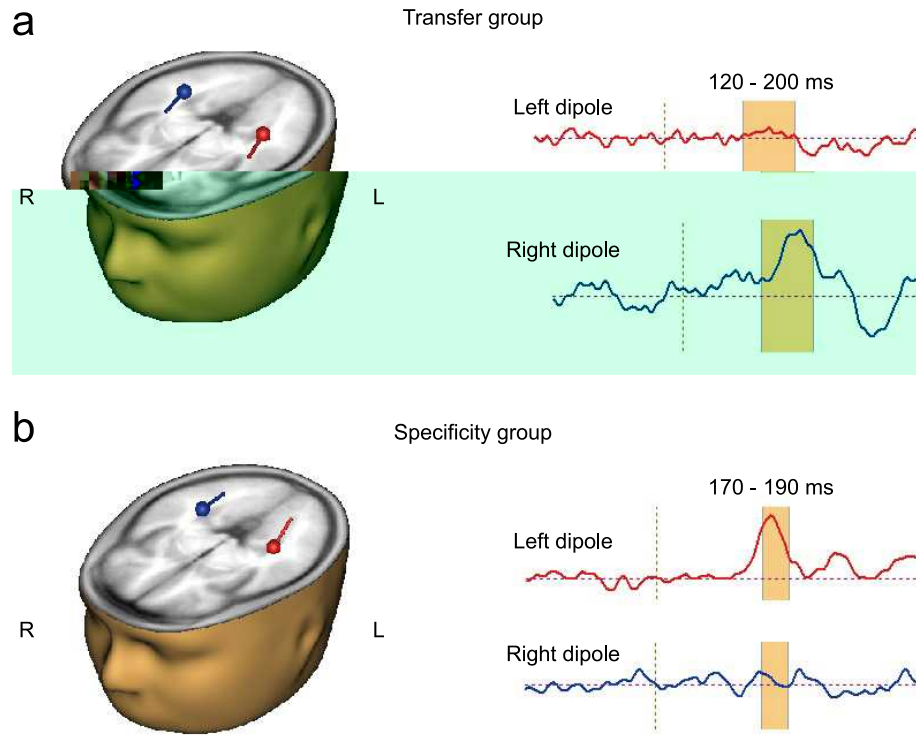 a
Transfer group
120 - 200 ms
Left dipole
R
L
Right dipole
b
Specificity group
170 - 190 ms
Left dipole
R
L
Right dipole